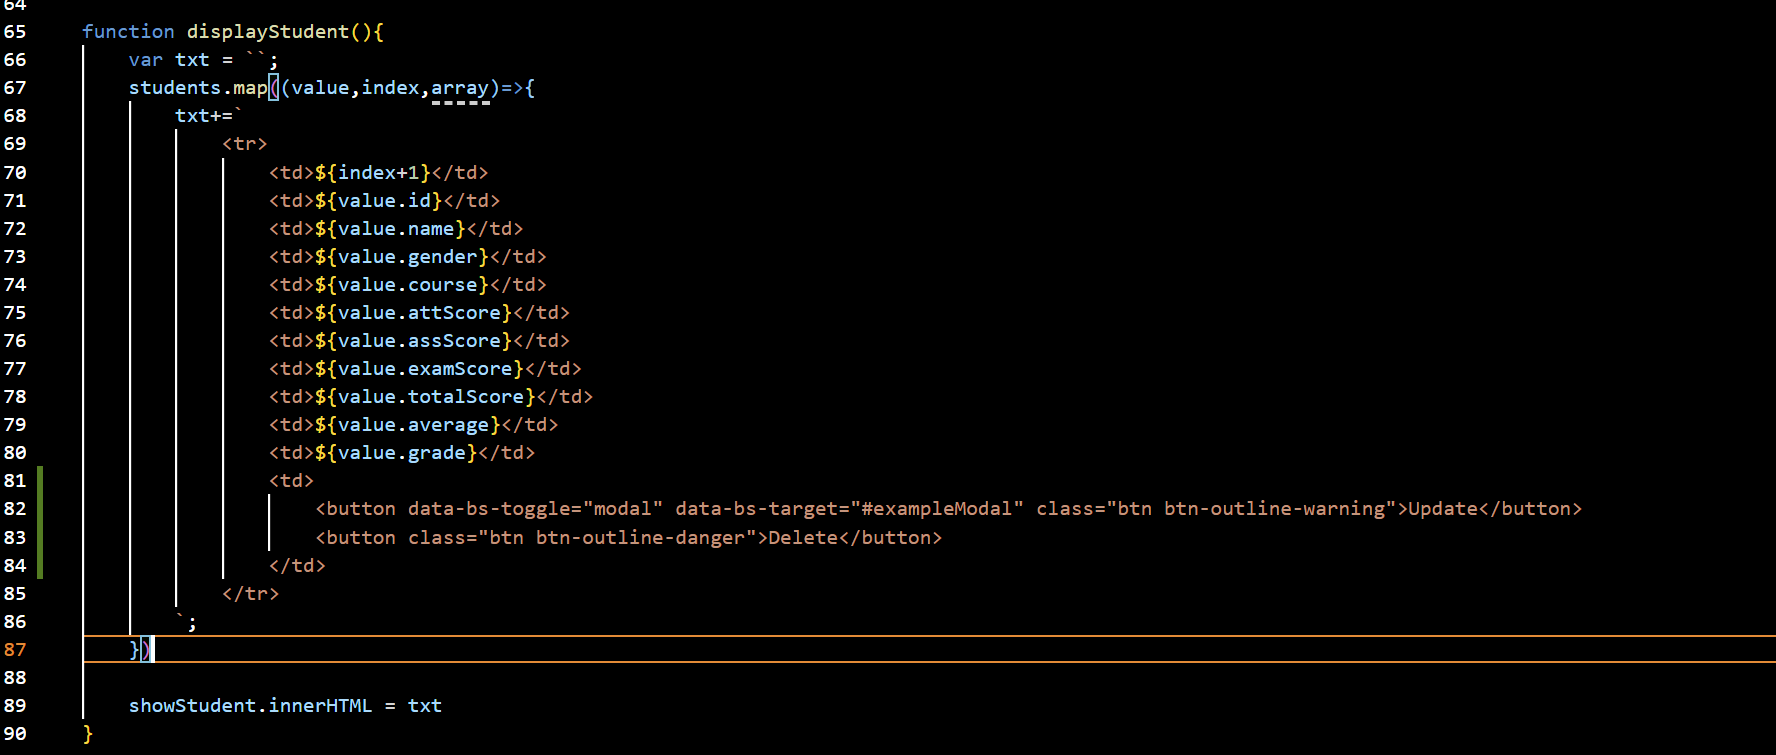 64
65 function displayStudent(){
66 var txt = ``;
67 students.map((value,index,array)=>{
68 txt+=`
69 <tr>
70 <td>${index+1}</td>
71 <td>${value.id}</td>
72 <td>${value.name}</td>
73 <td>${value.gender}</td>
74 <td>${value.course}</td>
75 <td>${value.attScore}</td>
76 <td>${value.assScore}</td>
77 <td>${value.examScore}</td>
78 <td>${value.totalScore}</td>
79 <td>${value.average}</td>
80 <td>${value.grade}</td>
81 <td>
82 <button data-bs-toggle="modal" data-bs-target="#exampleModal" class="btn btn-outline-warning">Update</button>
83 <button class="btn btn-outline-danger">Delete</button>
84 </td>
85 </tr>
86 `;
87 })
88
89 showStudent.innerHTML = txt
90 }